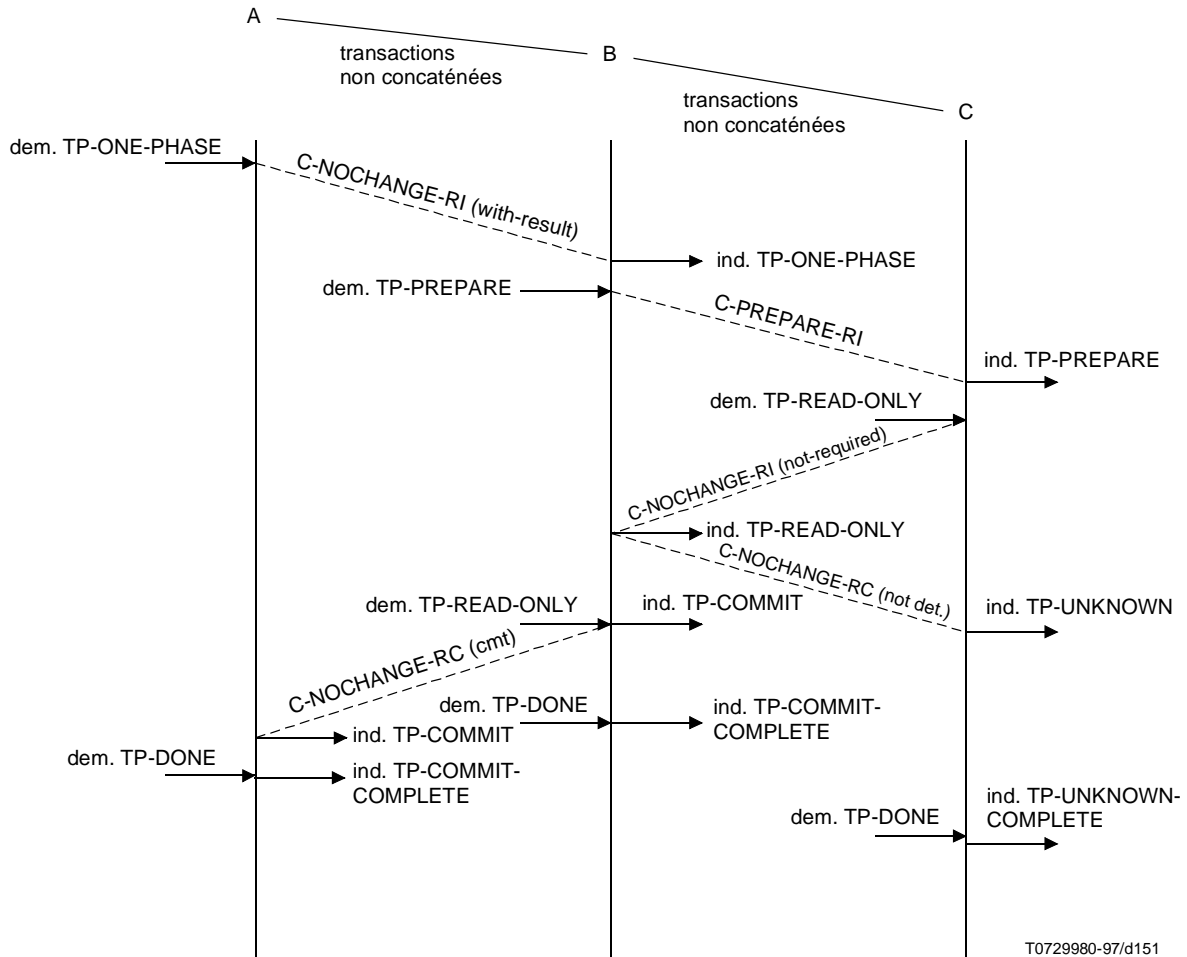 A
transactions
non concaténées
B
transactions
non concaténées
C
dem. TP-ONE-PHASE
C-NOCHANGE-RI (with-result)
ind. TP-ONE-PHASE
dem. TP-PREPARE
C-PREPARE-RI
ind. TP-PREPARE
dem. TP-READ-ONLY
C-NOCHANGE-RI (not-required)
ind. TP-READ-ONLY
C-NOCHANGE-RC (not det.)
dem. TP-READ-ONLY
ind. TP-COMMIT
ind. TP-UNKNOWN
C-NOCHANGE-RC (cmt)
dem. TP-DONE
ind. TP-COMMIT-
COMPLETE
ind. TP-COMMIT
dem. TP-DONE
ind. TP-COMMIT-
COMPLETE
dem. TP-DONE
ind. TP-UNKNOWN-
COMPLETE
T0729980-97/d151